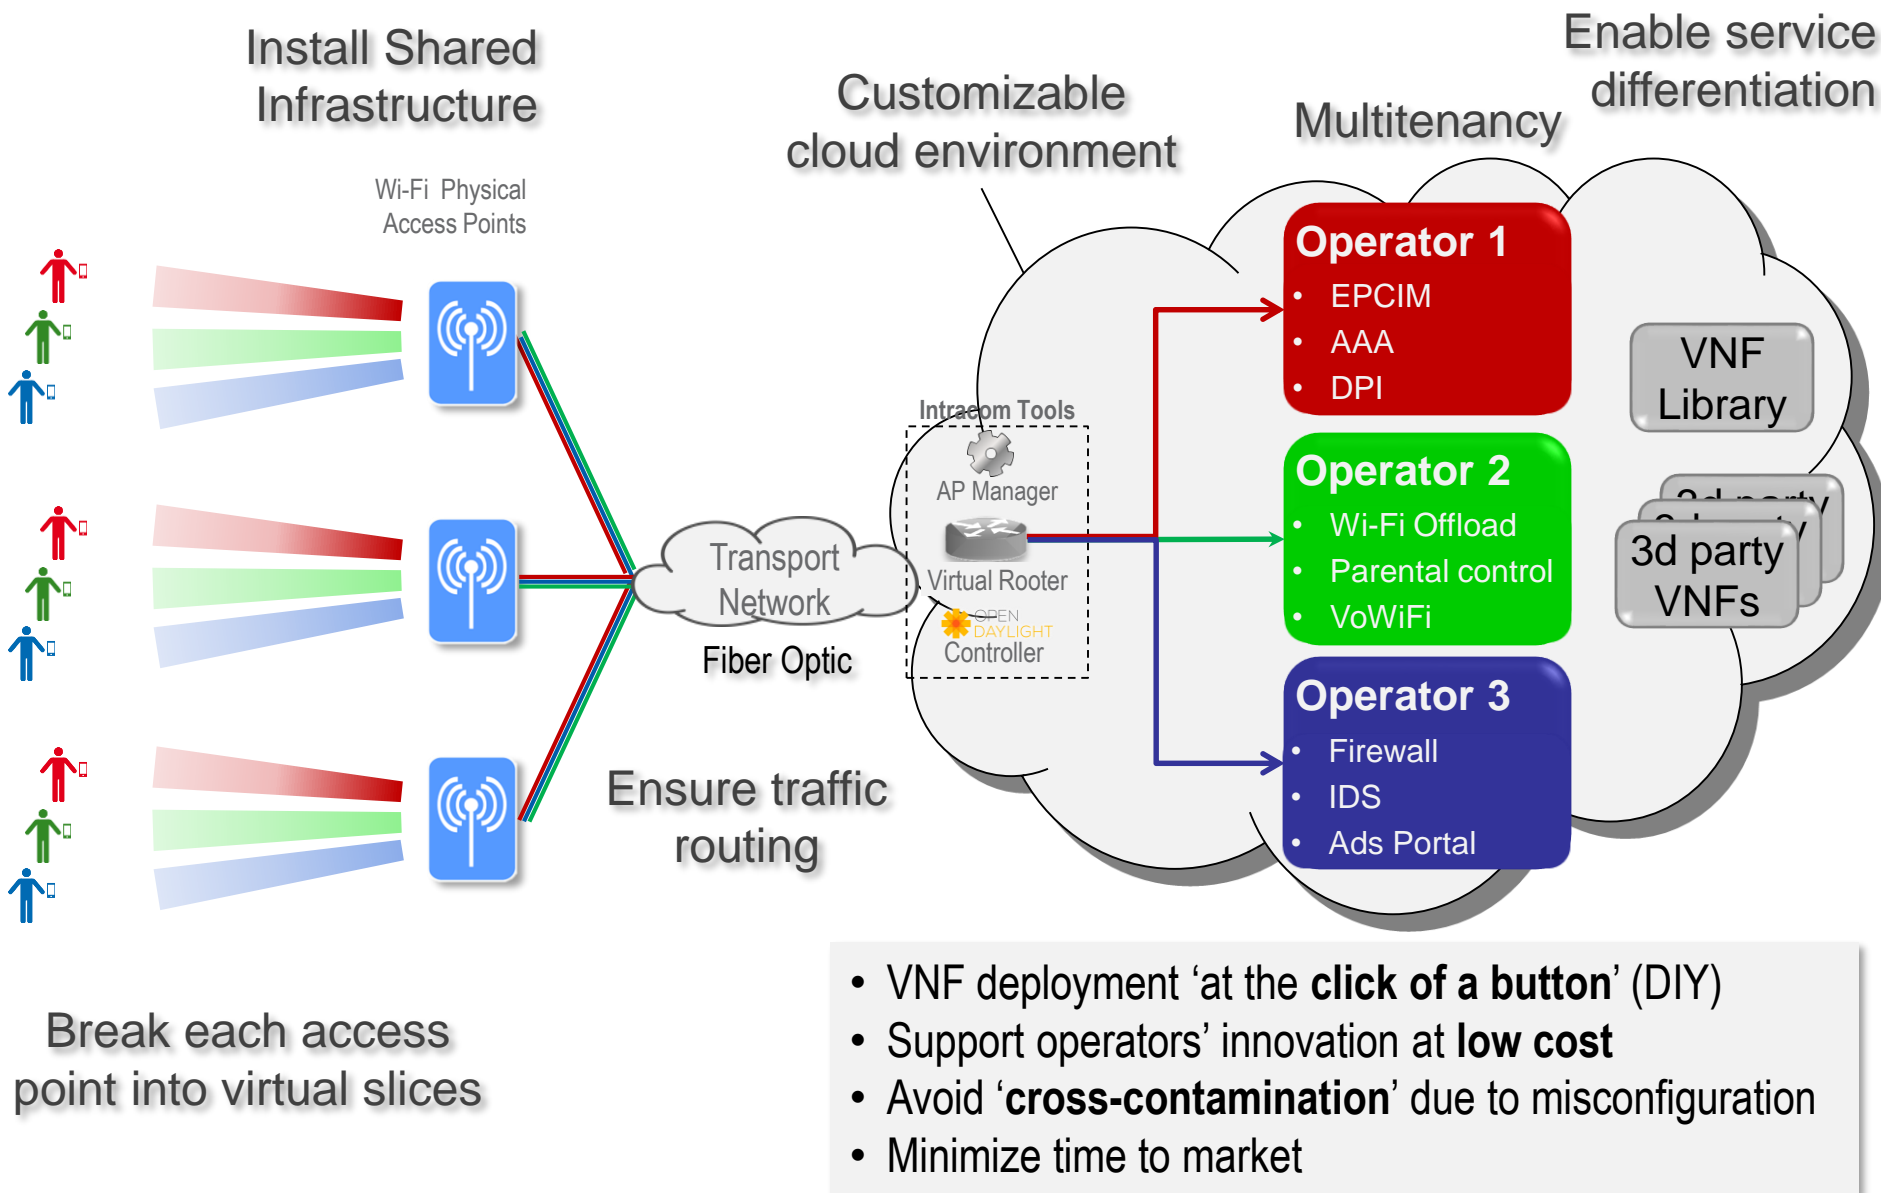 Install Shared
Infrastructure
Wi-Fi Physical
Access Points
Customizable
cloud environment
Multitenancy
Enable service
differentiation
Operator 1
• EPCIM
• AAA
• DPI
Operator 2
• Wi-Fi Offload
• Parental control
• VoWiFi
Operator 3
• Firewall
• IDS
• Ads Portal
VNF
Library
3d party
3d party
3d party
VNFs
Intracom Tools
AP Manager
Virtual Rooter
OPEN
DAYLIGHT
Controller
Transport
Network
Fiber Optic
Ensure traffic
routing
Break each access
point into virtual slices
• VNF deployment ‘at the click of a button’ (DIY)
• Support operators’ innovation at low cost
• Avoid ‘cross-contamination’ due to misconfiguration
• Minimize time to market